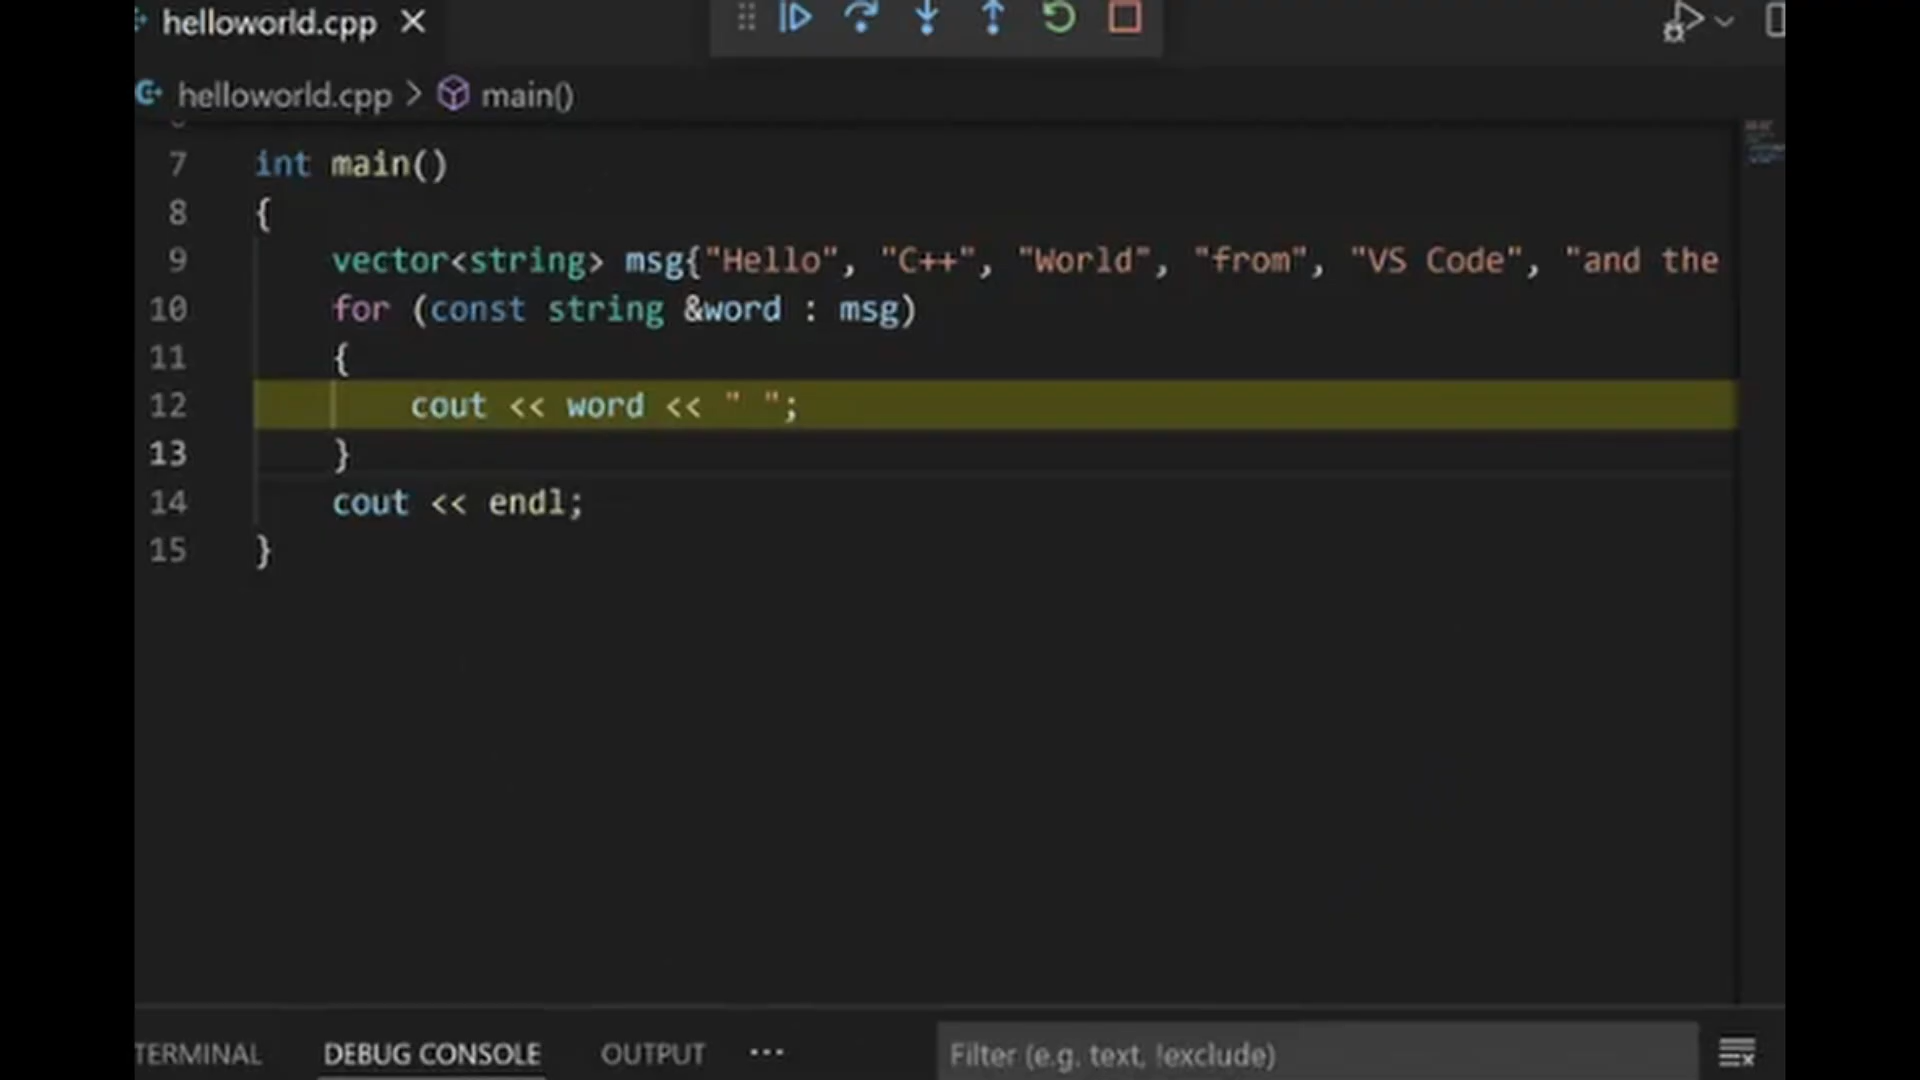 helloworld.cpp
helloworld.cpp > main()
7 int main()
8 {
9 vector<string> msg{"Hello", "C++", "World", "from", "VS Code", "and the
10 for (const string &word : msg)
11 {
12 cout << word << " ";
13 }
14 cout << endl;
15 }
TERMINAL DEBUG CONSOLE OUTPUT ··· Filter (e.g. text, !exclude)